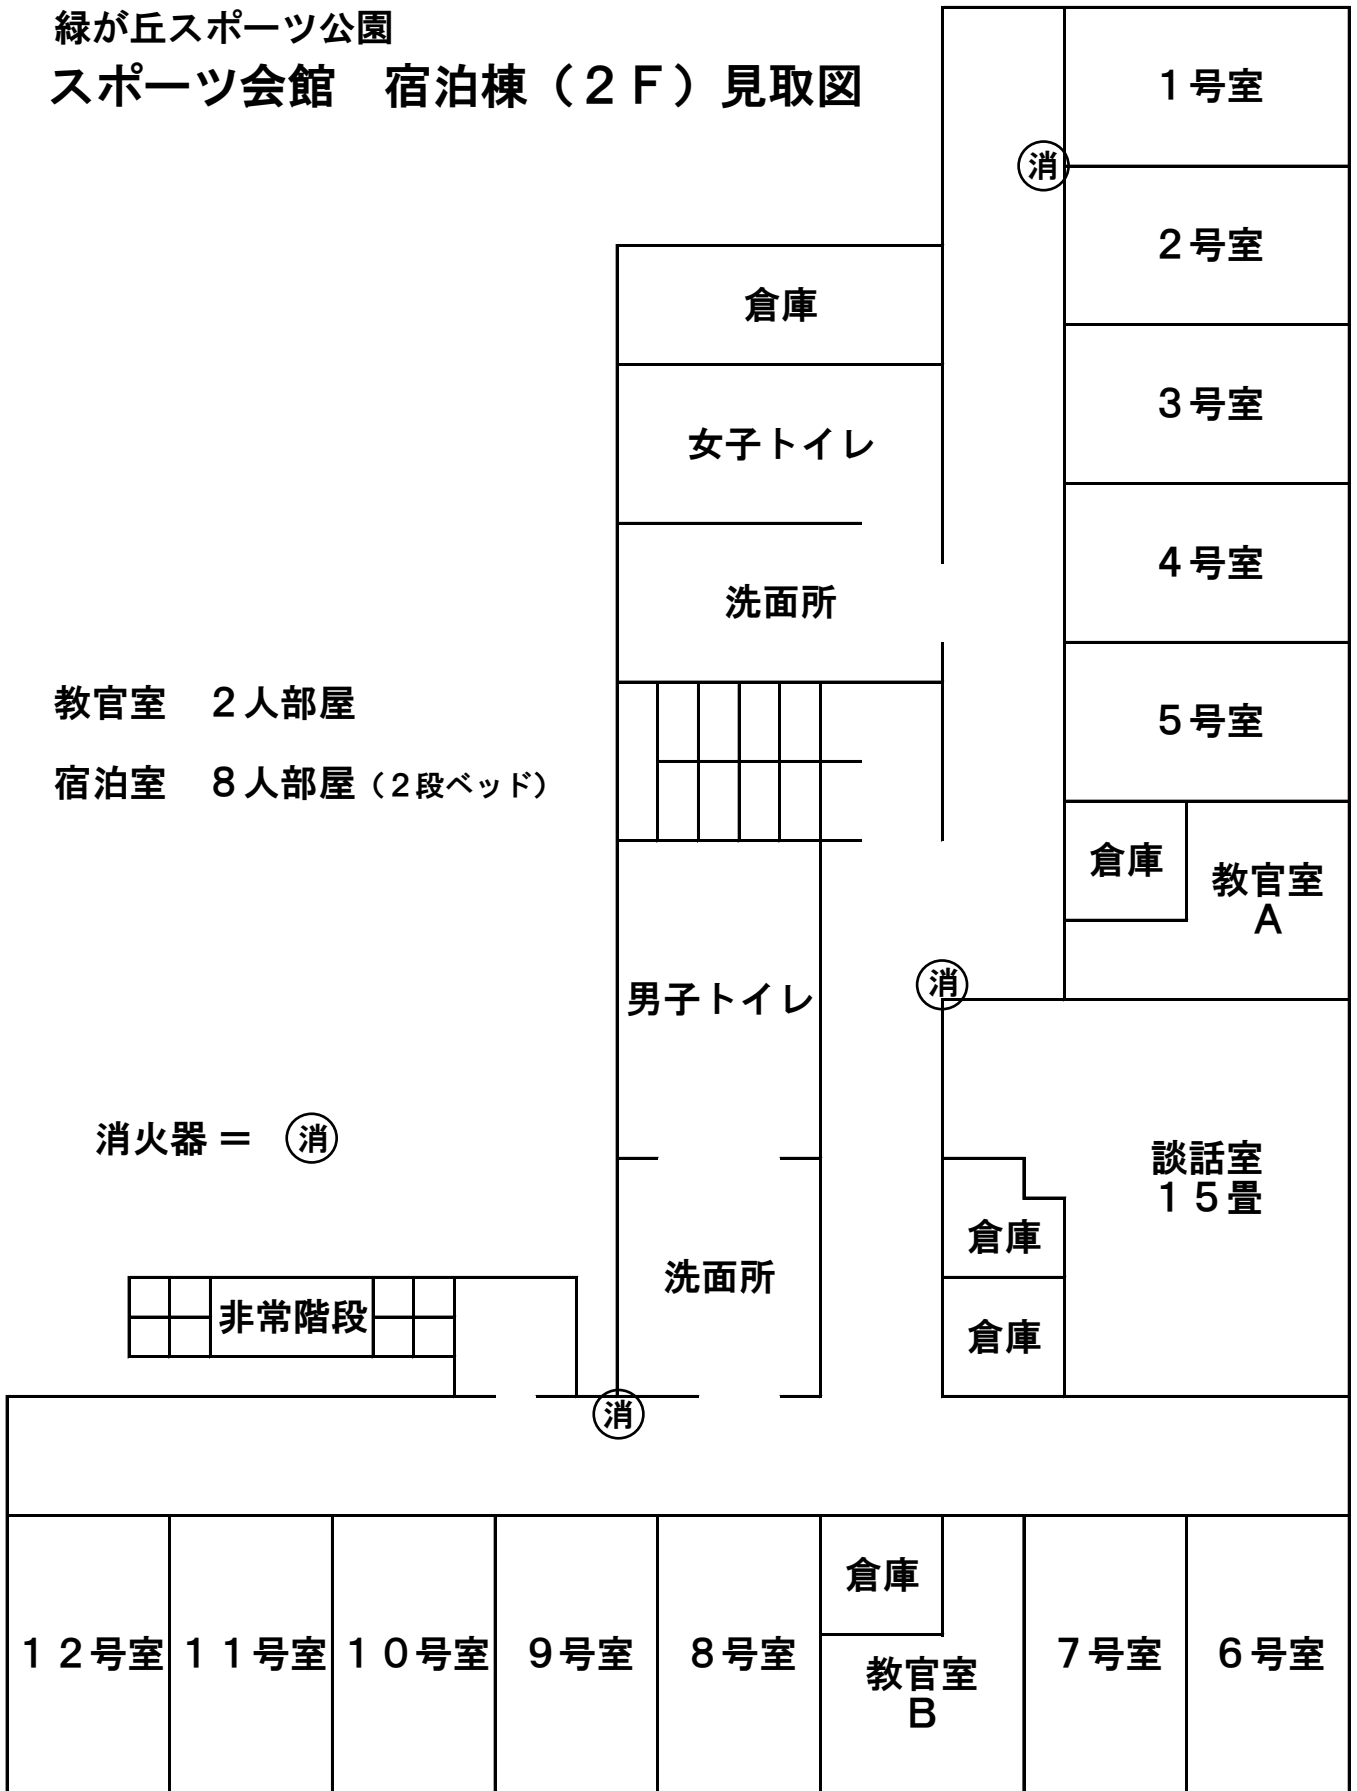 緑が丘スポーツ公園
スポーツ会館　宿泊棟（２Ｆ）見取図
１号室
消
２号室
倉庫
３号室
女子トイレ
４号室
洗面所
教官室　２人部屋
５号室
宿泊室　８人部屋（２段ベッド）
倉庫
教官室
Ａ
消
男子トイレ
消火器＝　消
談話室
１５畳
倉庫
洗面所
非常階段
倉庫
消
倉庫
１２号室
１１号室
１０号室
９号室
８号室
教官室
Ｂ
７号室
６号室